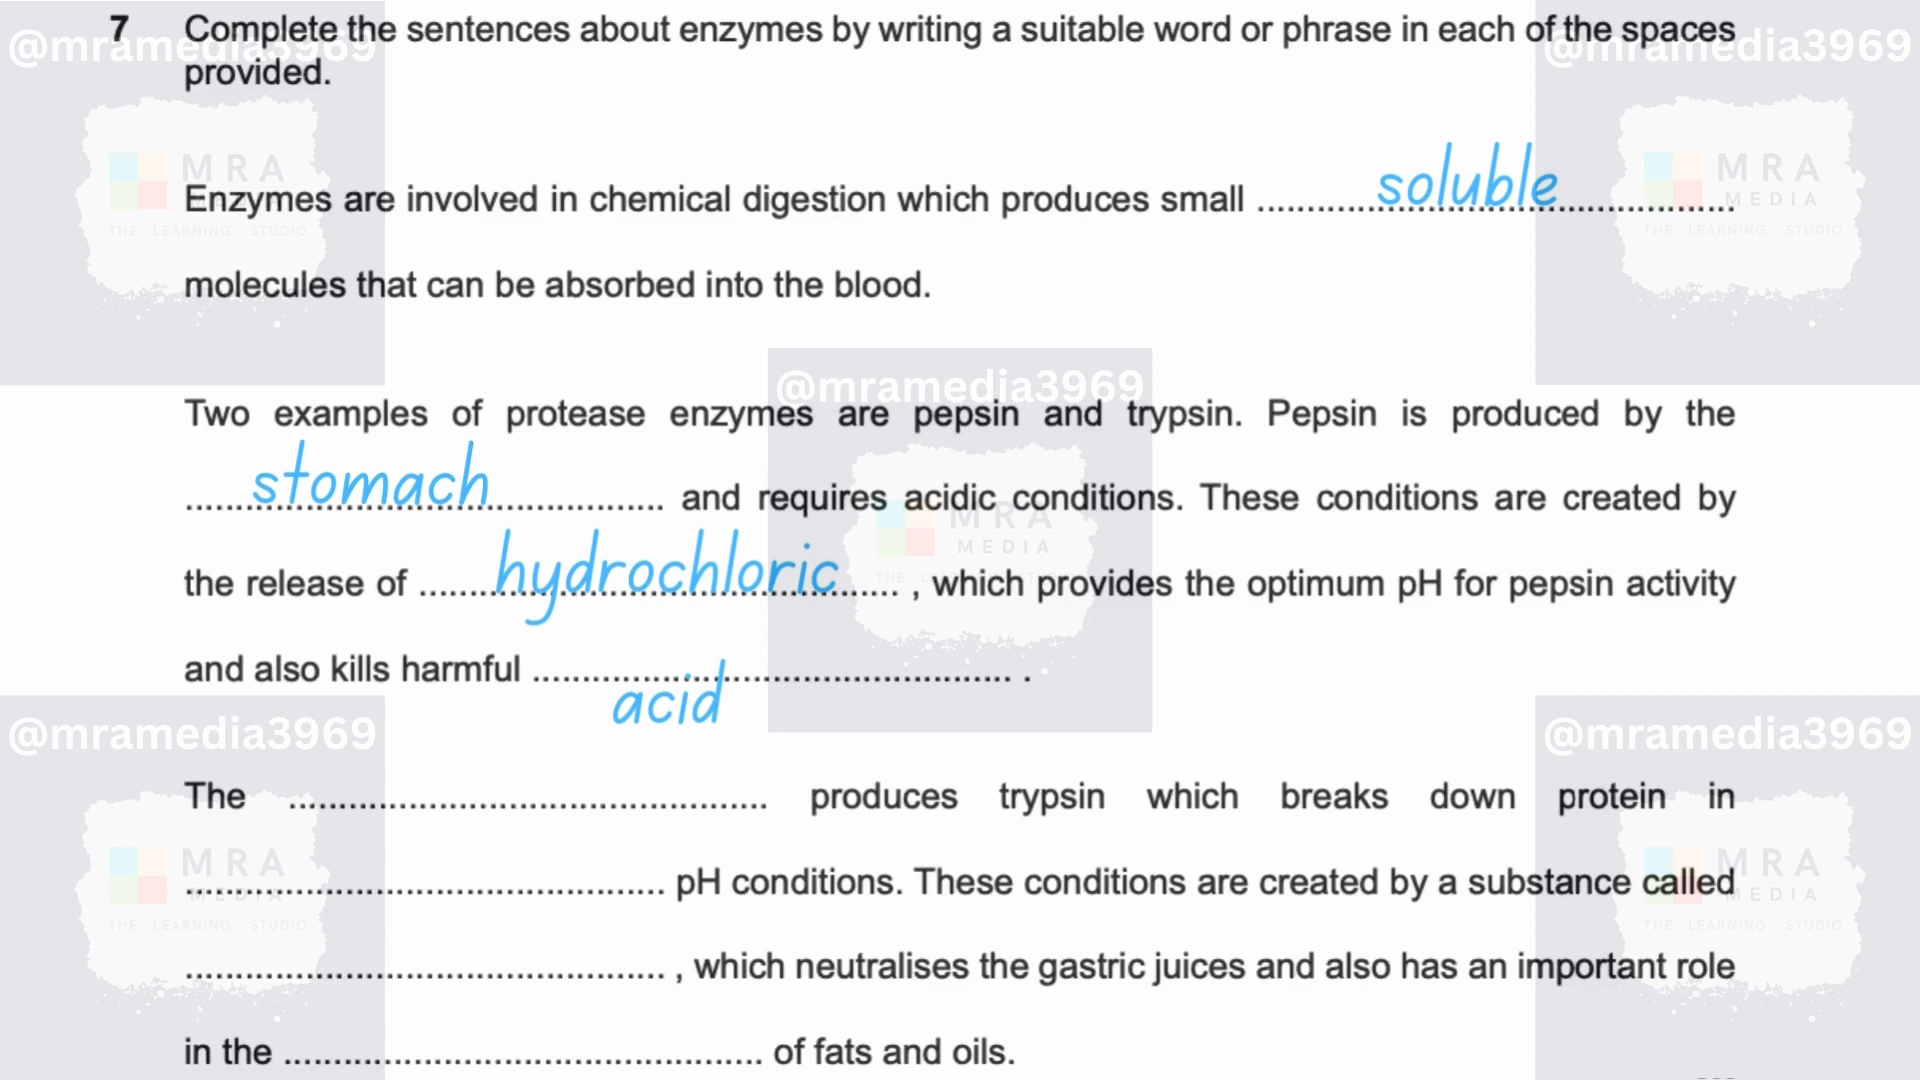 @mramedia3969
@mramedia3969
7 Complete the sentences about enzymes by writing a suitable word or phrase in each of the spaces
provided.
MRA
MEDIA
THE LEARNING STUDIO
MRA
MEDIA
THE LEARNING STUDIO
Enzymes are involved in chemical digestion which produces small soluble
molecules that can be absorbed into the blood.
@mramedia3969
Two examples of protease enzymes are pepsin and trypsin. Pepsin is produced by the
stomach and requires acidic conditions. These conditions are created by
MRA
MEDIA
the release of hydrochloric , which provides the optimum pH for pepsin activity
and also kills harmful .
acid
@mramedia3969
@mramedia3969
The produces trypsin which breaks down protein in
MRA
MEDIA
THE LEARNING STUDIO
MRA
MEDIA
THE LEARNING STUDIO
pH conditions. These conditions are created by a substance called
, which neutralises the gastric juices and also has an important role
in the of fats and oils.